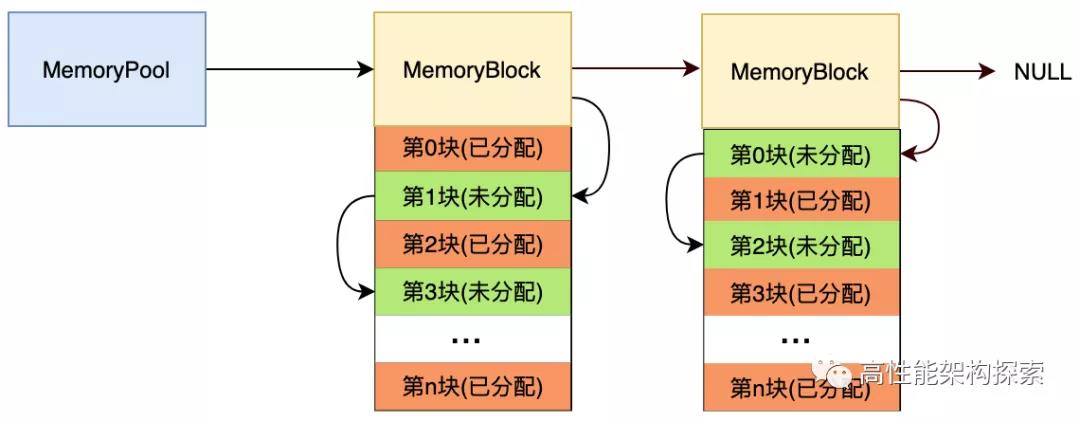 MemoryPool
MemoryBlock
MemoryBlock
NULL
第0块(已分配)
第1块(未分配)
第2块(已分配)
第3块(未分配)
...
第n块(已分配)
第0块(未分配)
第1块(已分配)
第2块(未分配)
第3块(已分配)
...
第n块(已分配)
高性能架构探索